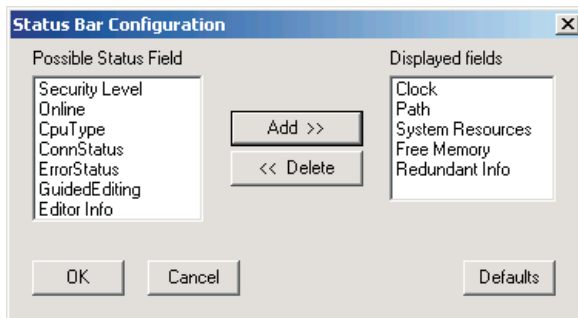 Status Bar Configuration
Possible Status Field
Displayed fields
Security Level
Online
CpuType
ConnStatus
ErrorStatus
GuidedEditing
Editor Info
Add >>
<< Delete
Clock
Path
System Resources
Free Memory
Redundant Info
OK
Cancel
Defaults